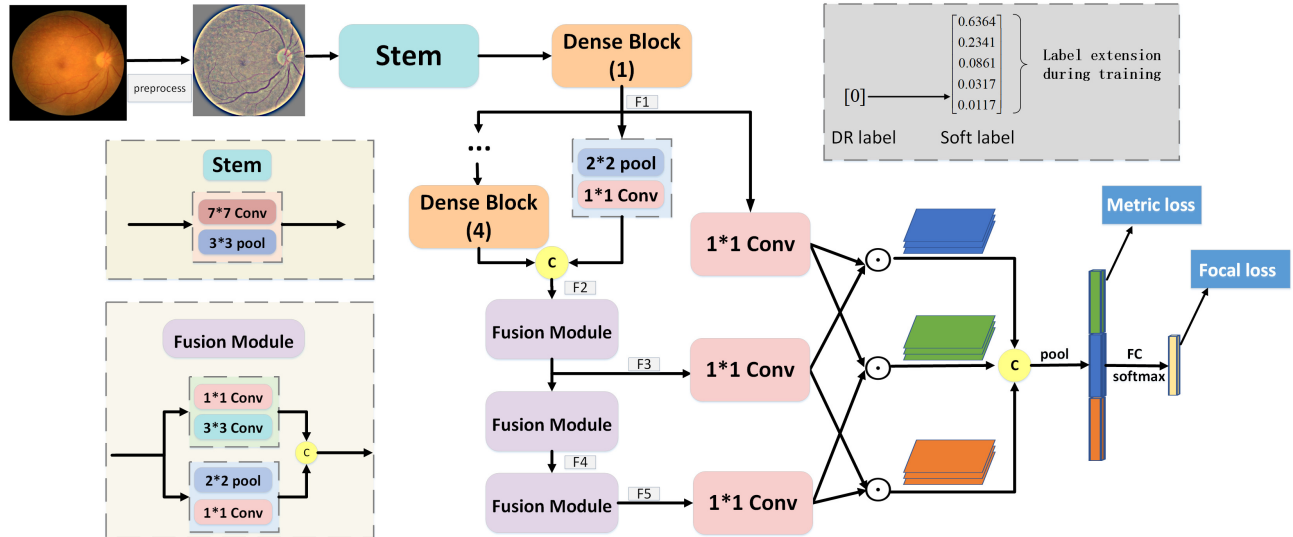 preprocess
Stem
Dense Block
(1)
F1
...
2*2 pool
1*1 Conv
Dense Block
(4)
C
F2
Fusion Module
F3
Fusion Module
F4
Fusion Module
F5
Stem
7*7 Conv
3*3 pool
Fusion Module
1*1 Conv
3*3 Conv
2*2 pool
1*1 Conv
C
[0]
DR label
0.6364
0.2341
0.0861
0.0317
0.0117
Soft label
Label extension
during training
1*1 Conv
1*1 Conv
1*1 Conv
C
pool
Metric loss
FC
softmax
Focal loss